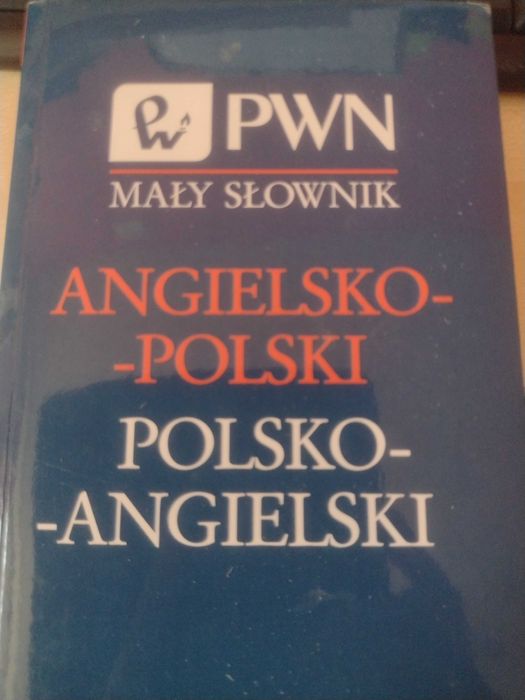 PWN
MAŁY SŁOWNIK
ANGIELSKO-
-POLSKI
POLSKO-
-ANGIELSKI